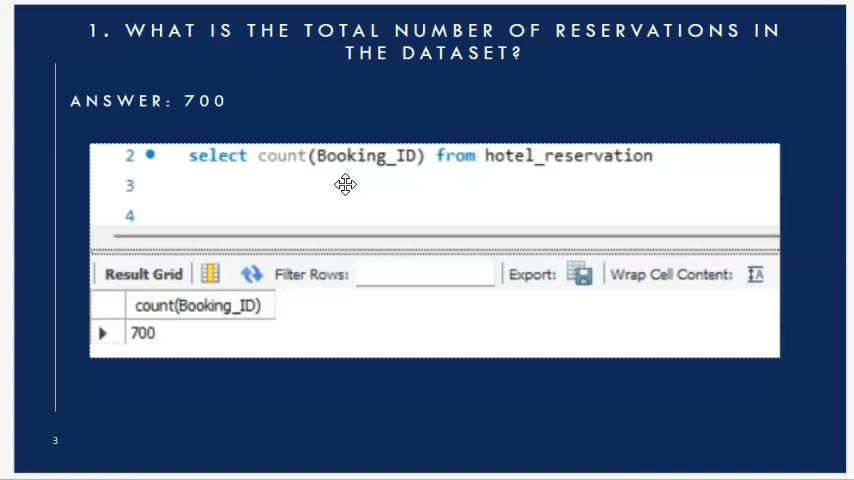 1. WHAT IS THE TOTAL NUMBER OF RESERVATIONS IN
THE DATASET?
ANSWER: 700
2 select count(Booking_ID) from hotel_reservation
3
4
Result Grid Filter Rows: Export: Wrap Cell Content: IA
count(Booking_ID)
700
3